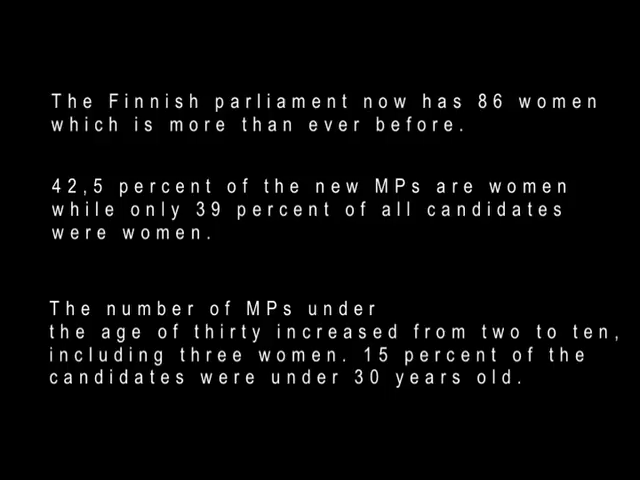 The Finnish parliament now has 86 women
which is more than ever before.
42,5 percent of the new MPs are women
while only 39 percent of all candidates
were women.
The number of MPs under
the age of thirty increased from two to ten,
including three women. 15 percent of the
candidates were under 30 years old.